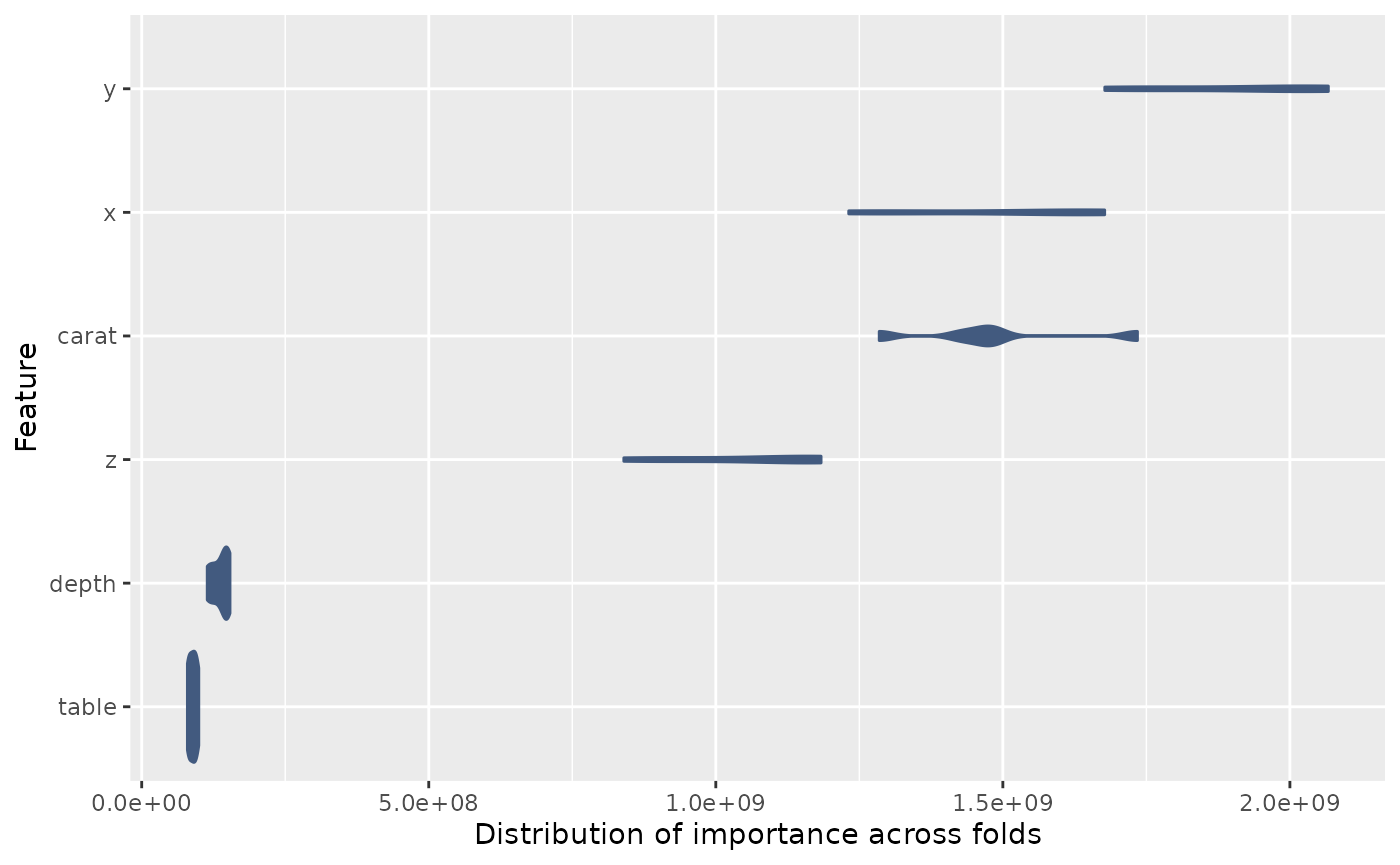 y
x
carat
z
depth
table
Feature
0.0e+00 5.0e+08 1.0e+09 1.5e+09 2.0e+09
Distribution of importance across folds